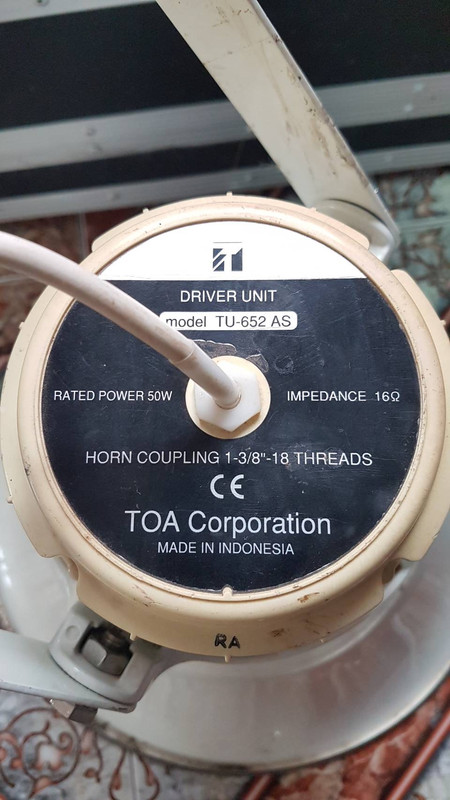 DRIVER UNIT
model TU-652 AS
RATED POWER 50W IMPEDANCE 16Ω
HORN COUPLING 1-3/8"-18 THREADS
CE
TOA Corporation
MADE IN INDONESIA
RA